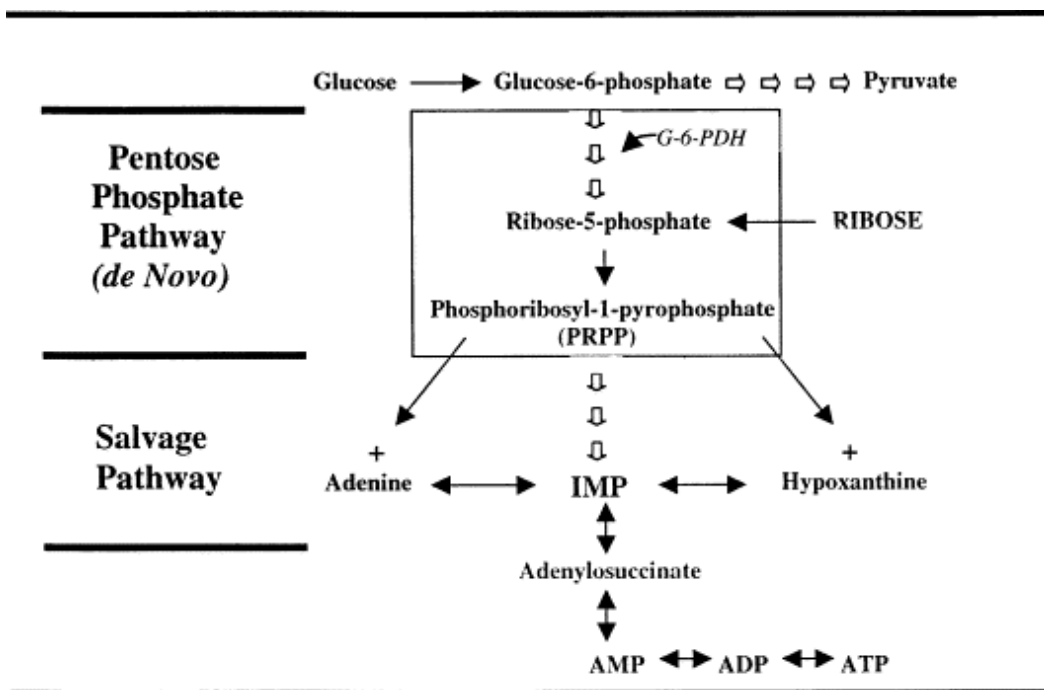 Glucose Glucose-6-phosphate Pyruvate
G-6-PDH
Pentose
Phosphate
Pathway
(de Novo)
Ribose-5-phosphate RIBOSE
Phosphoribosyl-1-pyrophosphate
(PRPP)
Salvage
Pathway
+ +
Adenine IMP Hypoxanthine
Adenylosuccinate
AMP ADP ATP